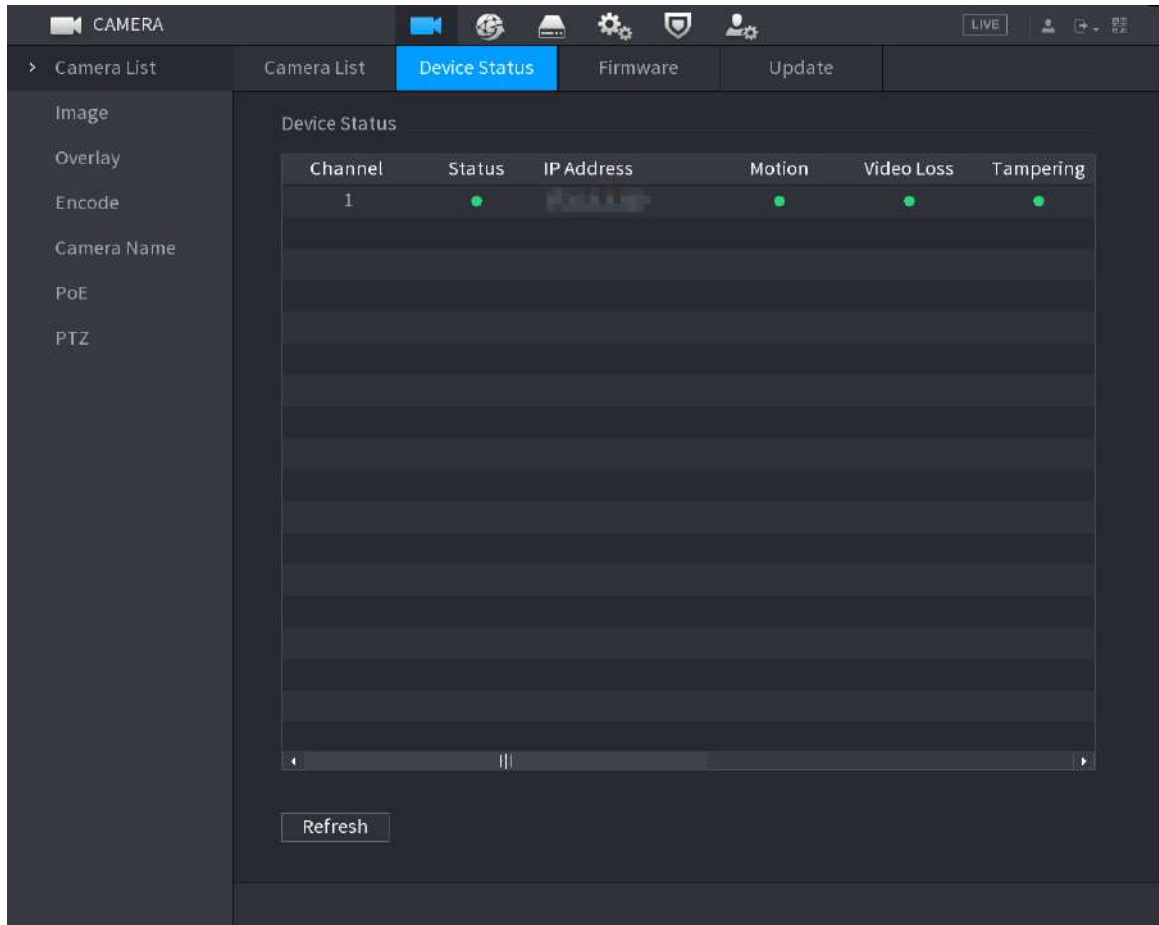 CAMERA
LIVE
Camera List
Image
Overlay
Encode
Camera Name
PoE
PTZ
Camera List Device Status Firmware Update
Device Status
Channel Status IP Address Motion Video Loss Tampering
1
Refresh